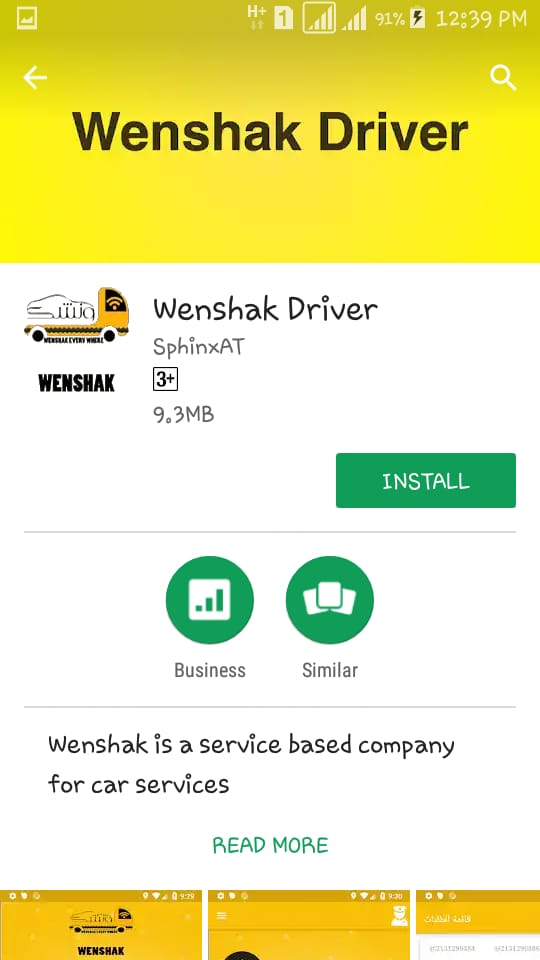 H+ 1 91% 12:39 PM
Wenshak Driver
ونشك
WENSHAK EVERY WHERE
WENSHAK
Wenshak Driver
SphinxAT
3+
9.3MB
INSTALL
Business
Similar
Wenshak is a service based company
for car services
READ MORE
9:29
9:30
WENSHAK
قائمة الطلبات